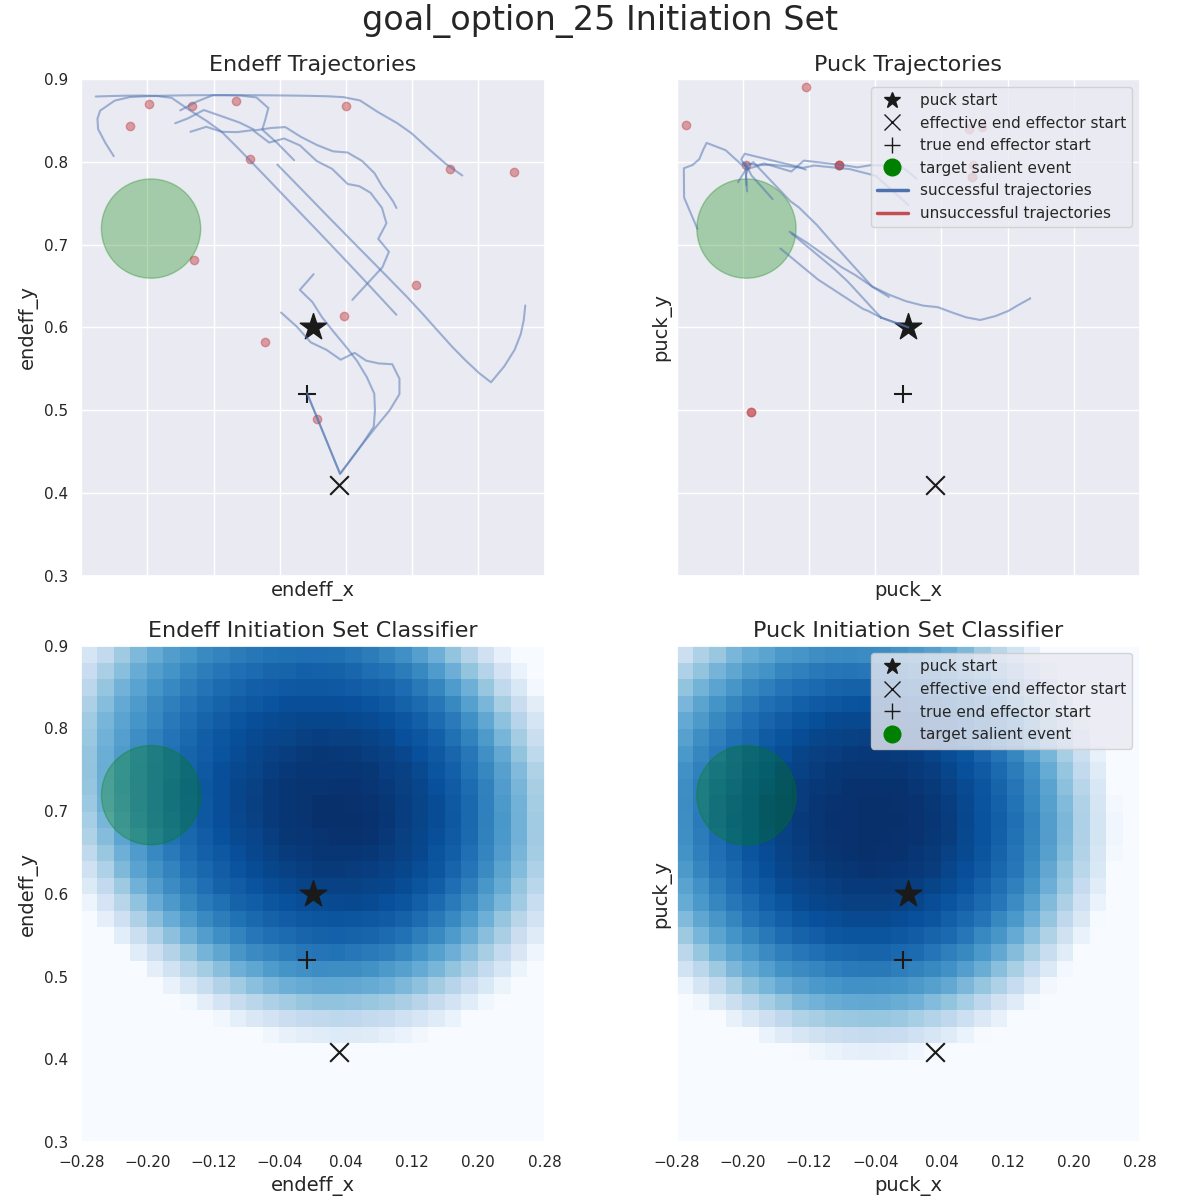 goal_option_25 Initiation Set
Endeff Trajectories
0.9
0.8
0.7
0.6
0.5
0.4
0.3
endeff_y
endeff_x
Puck Trajectories
puck start
effective end effector start
true end effector start
target salient event
successful trajectories
unsuccessful trajectories
puck_y
puck_x
Endeff Initiation Set Classifier
0.9
0.8
0.7
0.6
0.5
0.4
0.3
endeff_y
−0.28 −0.20 −0.12 −0.04 0.04 0.12 0.20 0.28
endeff_x
Puck Initiation Set Classifier
puck start
effective end effector start
true end effector start
target salient event
puck_y
−0.28 −0.20 −0.12 −0.04 0.04 0.12 0.20 0.28
puck_x